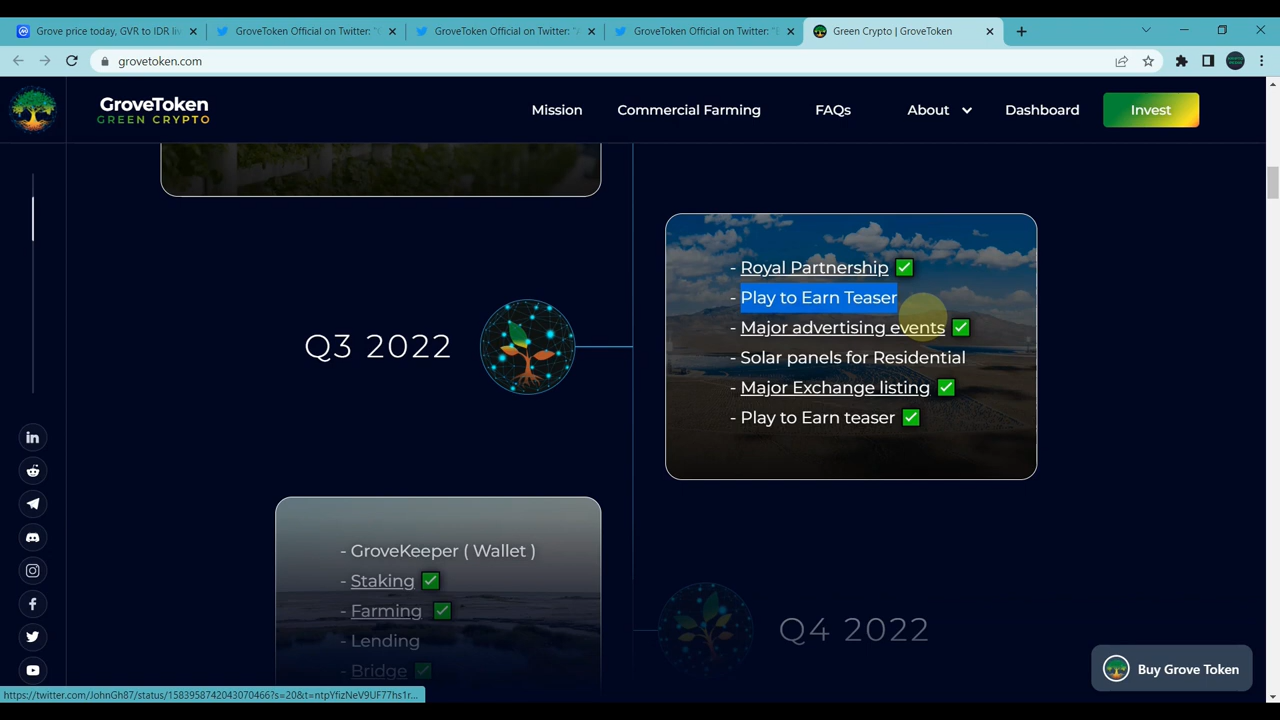 Grove price today, GVR to IDR li
GroveToken Official on Twitter: "
GroveToken Official on Twitter: "
GroveToken Official on Twitter: "
Green Crypto | GroveToken
grovetoken.com
GroveToken
GREEN CRYPTO
Mission
Commercial Farming
FAQs
About
Dashboard
Invest
- Royal Partnership ✅
- Play to Earn Teaser
- Major advertising events ✅
- Solar panels for Residential
- Major Exchange listing ✅
- Play to Earn teaser ✅
Q3 2022
- GroveKeeper ( Wallet )
- Staking ✅
- Farming ✅
- Lending
- Bridge ✅
Q4 2022
Buy Grove Token
https://twitter.com/JohnGh87/status/1583958742043070466?s=20&t=ntpYfizNeV9UF77hs1r...